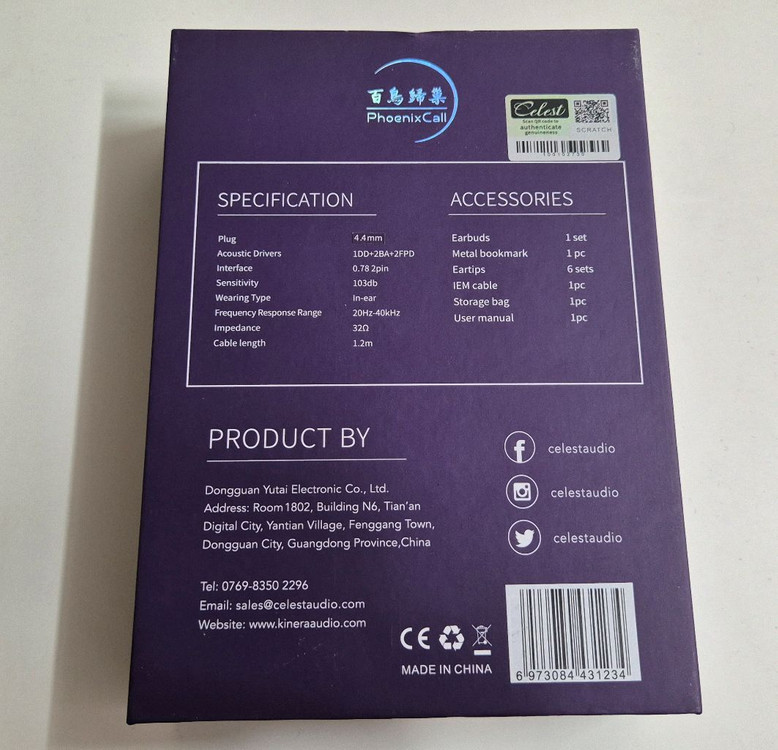 百鳥歸巢
PhoenixCall
Celest
Scan QR code to
authenticate
genuineness
SCRATCH
SPECIFICATION
Plug 4.4mm
Acoustic Drivers 1DD+2BA+2FPD
Interface 0.78 2pin
Sensitivity 103db
Wearing Type In-ear
Frequency Response Range 20Hz-40kHz
Impedance 32Ω
Cable length 1.2m
ACCESSORIES
Earbuds 1 set
Metal bookmark 1 pc
Eartips 6 sets
IEM cable 1pc
Storage bag 1pc
User manual 1pc
PRODUCT BY
Dongguan Yutai Electronic Co., Ltd.
Address: Room 1802, Building N6, Tian'an
Digital City, Yantian Village, Fenggang Town,
Dongguan City, Guangdong Province,China
Tel: 0769-8350 2296
Email: sales@celestaudio.com
Website: www.kineraaudio.com
celestaudio
celestaudio
celestaudio
CE
MADE IN CHINA
6 973084 431234